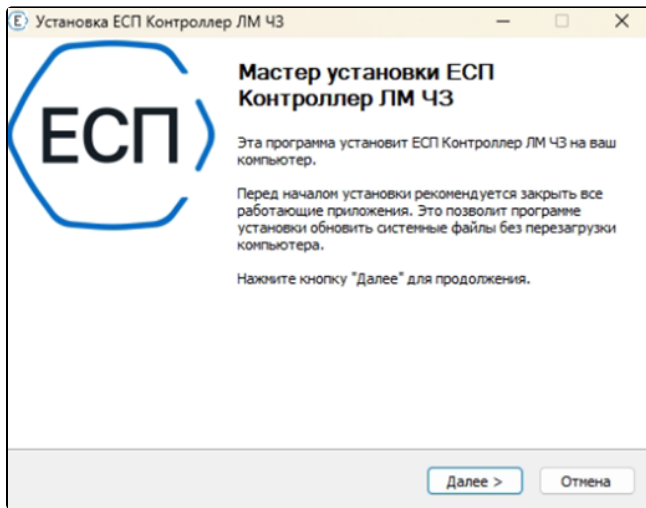 Установка ЕСП Контроллер ЛМ ЧЗ
ЕСП
Мастер установки ЕСП
Контроллер ЛМ ЧЗ
Эта программа установит ЕСП Контроллер ЛМ ЧЗ на ваш
компьютер.
Перед началом установки рекомендуется закрыть все
работающие приложения. Это позволит программе
установки обновить системные файлы без перезагрузки
компьютера.
Нажмите кнопку "Далее" для продолжения.
Далее >
Отмена